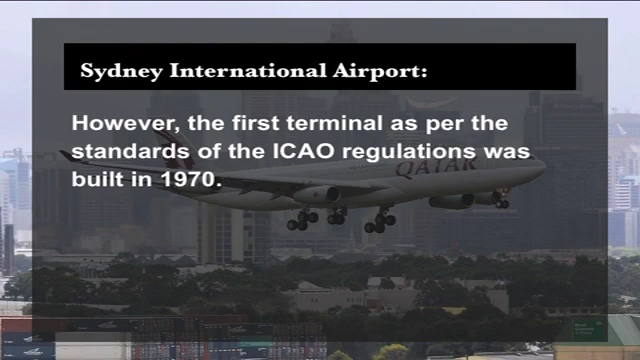 Sydney International Airport:
However, the first terminal as per the
standards of the ICAO regulations was
built in 1970.
QATAR